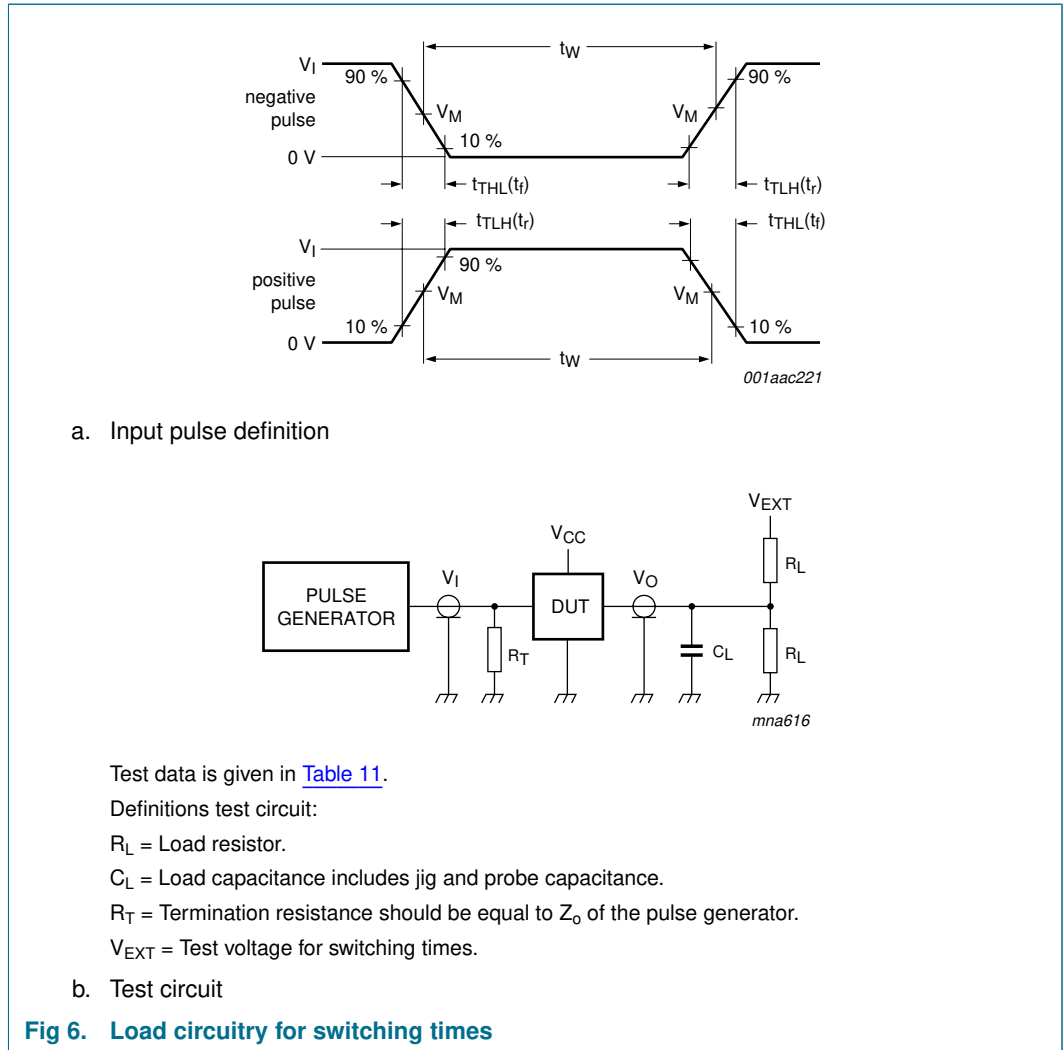 tW
VI
90 %
90 %
negative
pulse
VM
VM
10 %
0 V
tTHL(tf)
tTLH(tr)
tTLH(tr)
tTHL(tf)
VI
90 %
positive
pulse
VM
VM
10 %
10 %
0 V
tW
001aac221
a. Input pulse definition
VEXT
VCC
RL
VI
VO
PULSE
GENERATOR
DUT
RT
CL
RL
mna616
Test data is given in Table 11.
Definitions test circuit:
RL = Load resistor.
CL = Load capacitance includes jig and probe capacitance.
RT = Termination resistance should be equal to Zo of the pulse generator.
VEXT = Test voltage for switching times.
b. Test circuit
Fig 6. Load circuitry for switching times